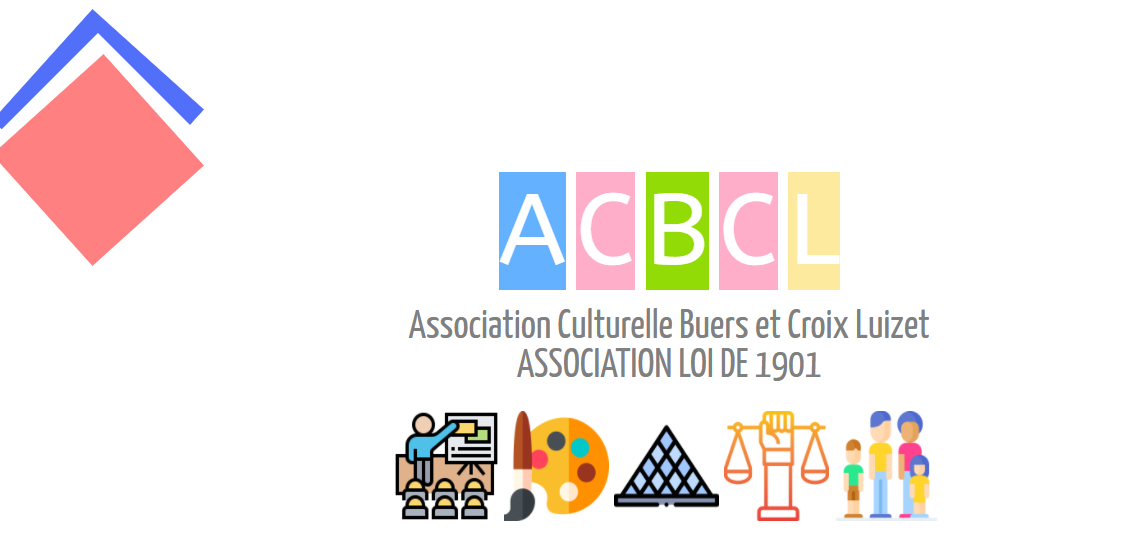 ACBCL
Association Culturelle Buers et Croix Luizet
ASSOCIATION LOI DE 1901